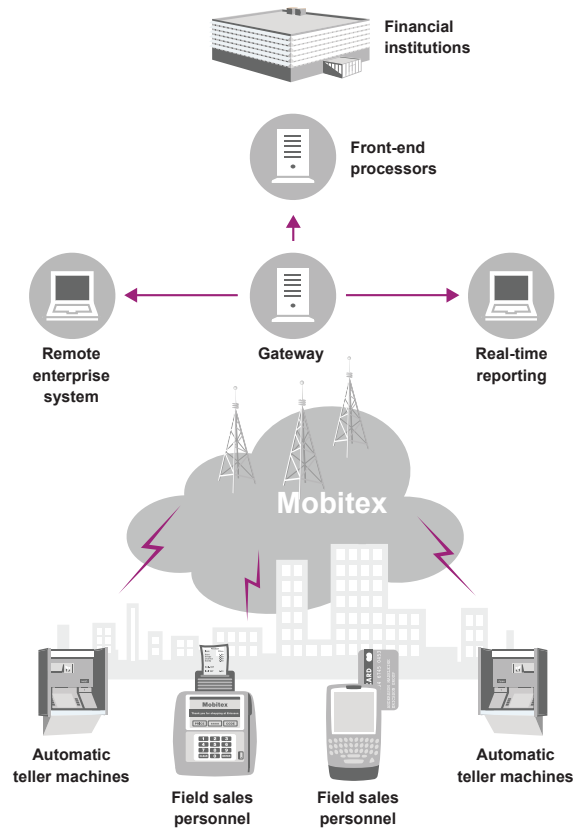 Financial
institutions
Front-end
processors
Remote
enterprise
system
Gateway
Real-time
reporting
Mobitex
Mobitex
CARD
Automatic
teller machines
Field sales
personnel
Field sales
personnel
Automatic
teller machines